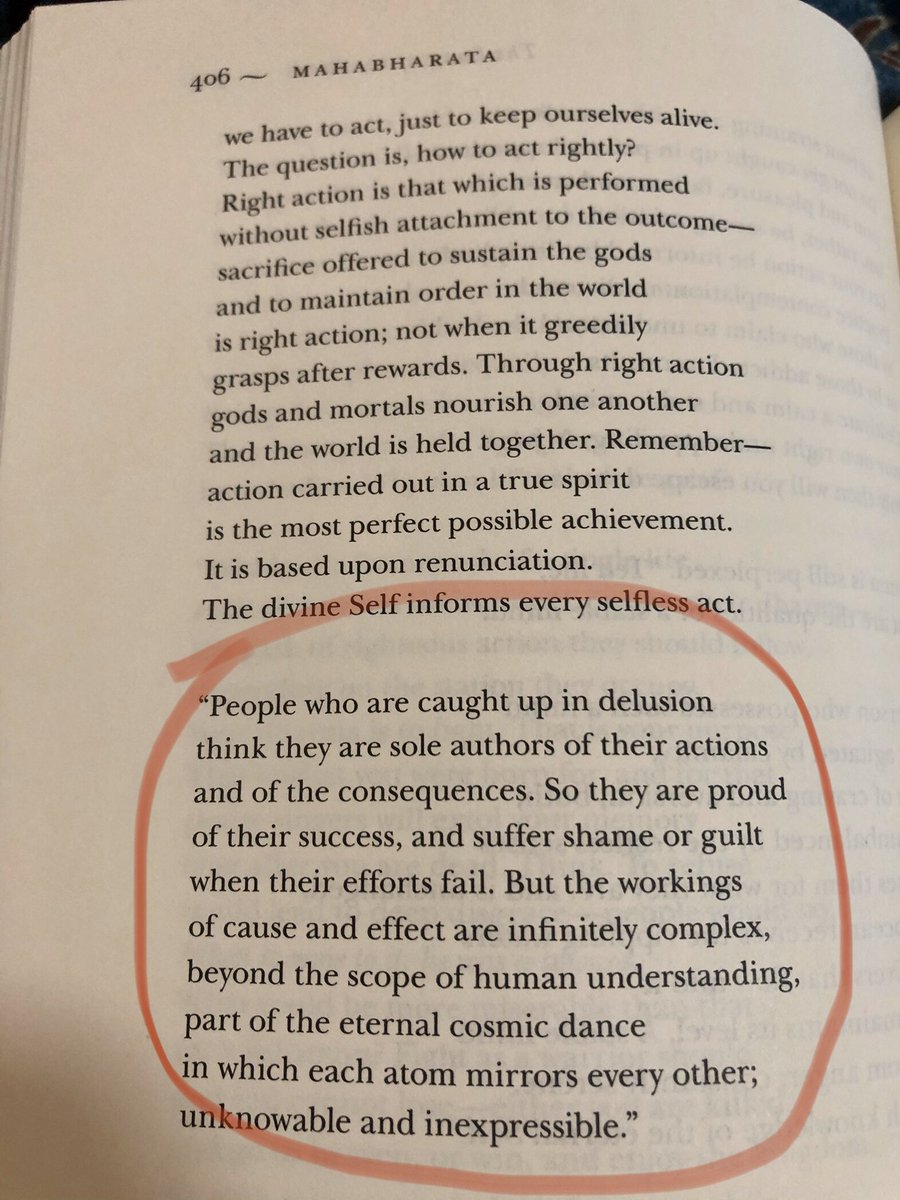 406 ~ MAHABHARATA
we have to act, just to keep ourselves alive.
The question is, how to act rightly?
Right action is that which is performed
without selfish attachment to the outcome—
sacrifice offered to sustain the gods
and to maintain order in the world
is right action; not when it greedily
grasps after rewards. Through right action
gods and mortals nourish one another
and the world is held together. Remember—
action carried out in a true spirit
is the most perfect possible achievement.
It is based upon renunciation.
The divine Self informs every selfless act.
“People who are caught up in delusion
think they are sole authors of their actions
and of the consequences. So they are proud
of their success, and suffer shame or guilt
when their efforts fail. But the workings
of cause and effect are infinitely complex,
beyond the scope of human understanding,
part of the eternal cosmic dance
in which each atom mirrors every other;
unknowable and inexpressible.”